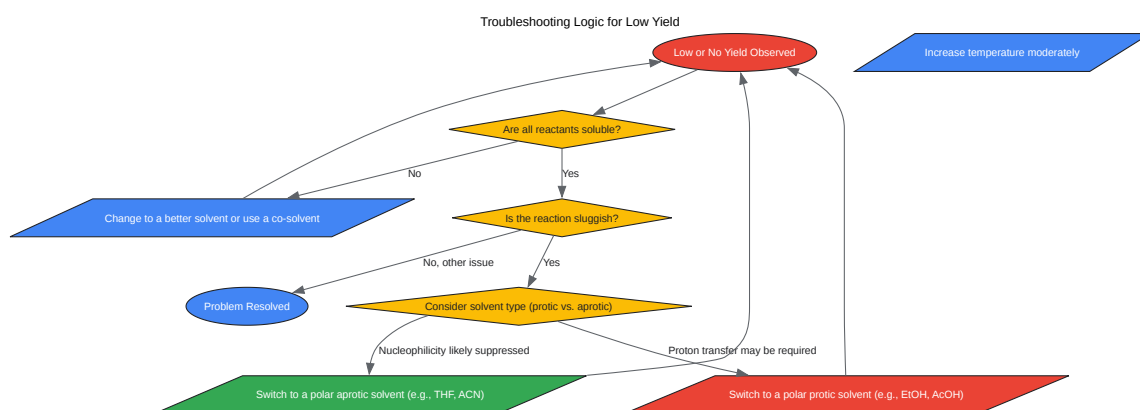 Troubleshooting Logic for Low Yield
Low or No Yield Observed
Increase temperature moderately
Are all reactants soluble?
No
Yes
Change to a better solvent or use a co-solvent
Is the reaction sluggish?
No, other issue
Yes
Problem Resolved
Consider solvent type (protic vs. aprotic)
Nucleophilicity likely suppressed
Proton transfer may be required
Switch to a polar aprotic solvent (e.g., THF, ACN)
Switch to a polar protic solvent (e.g., EtOH, AcOH)